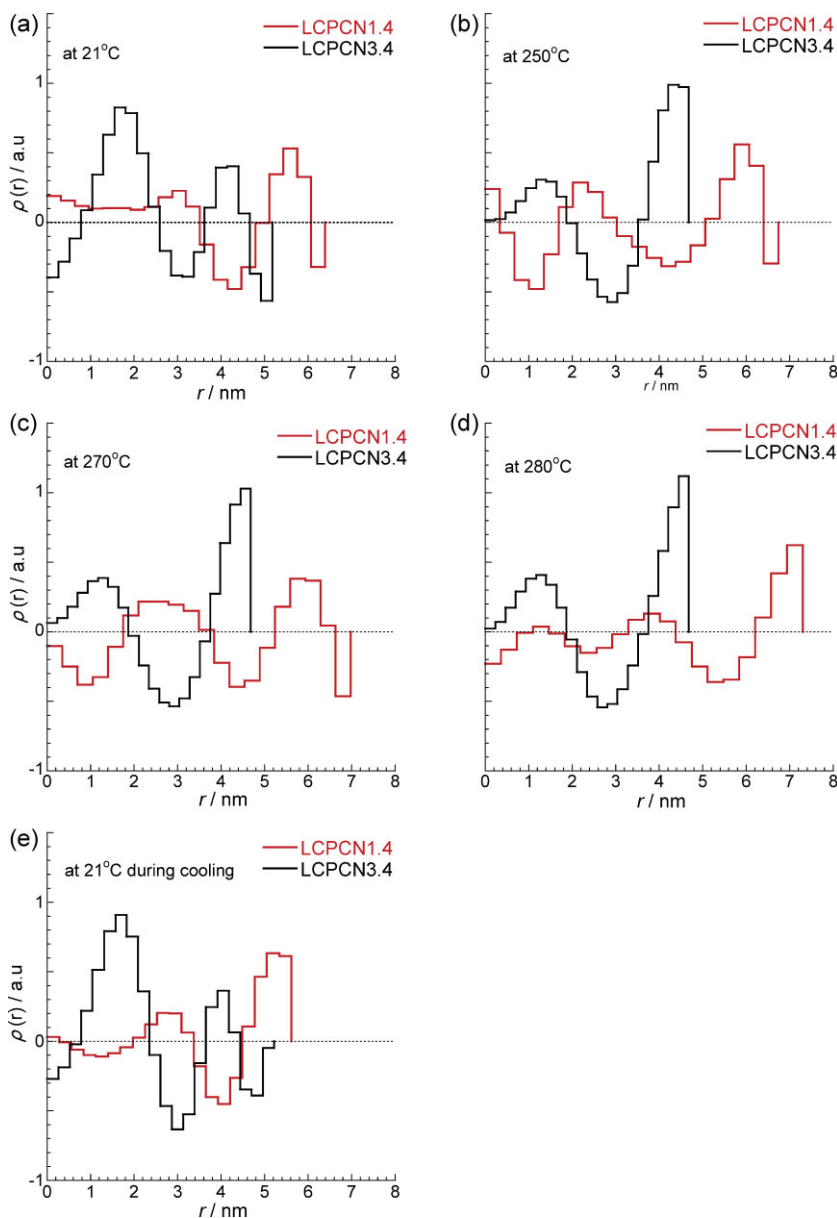 (a)
LCPCN1.4
LCPCN3.4
at 21°C
ρ(r) / a.u
1
0
-1
0 1 2 3 4 5 6 7 8
r / nm
(b)
LCPCN1.4
LCPCN3.4
at 250°C
0 1 2 3 4 5 6 7 8
r / nm
(c)
LCPCN1.4
LCPCN3.4
at 270°C
ρ(r) / a.u
1
0
-1
0 1 2 3 4 5 6 7 8
r / nm
(d)
LCPCN1.4
LCPCN3.4
at 280°C
0 1 2 3 4 5 6 7 8
r / nm
(e)
LCPCN1.4
LCPCN3.4
at 21°C during cooling
ρ(r) / a.u
1
0
-1
0 1 2 3 4 5 6 7 8
r / nm